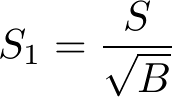 $S_1 = \frac{S}{\sqrt{B}}$